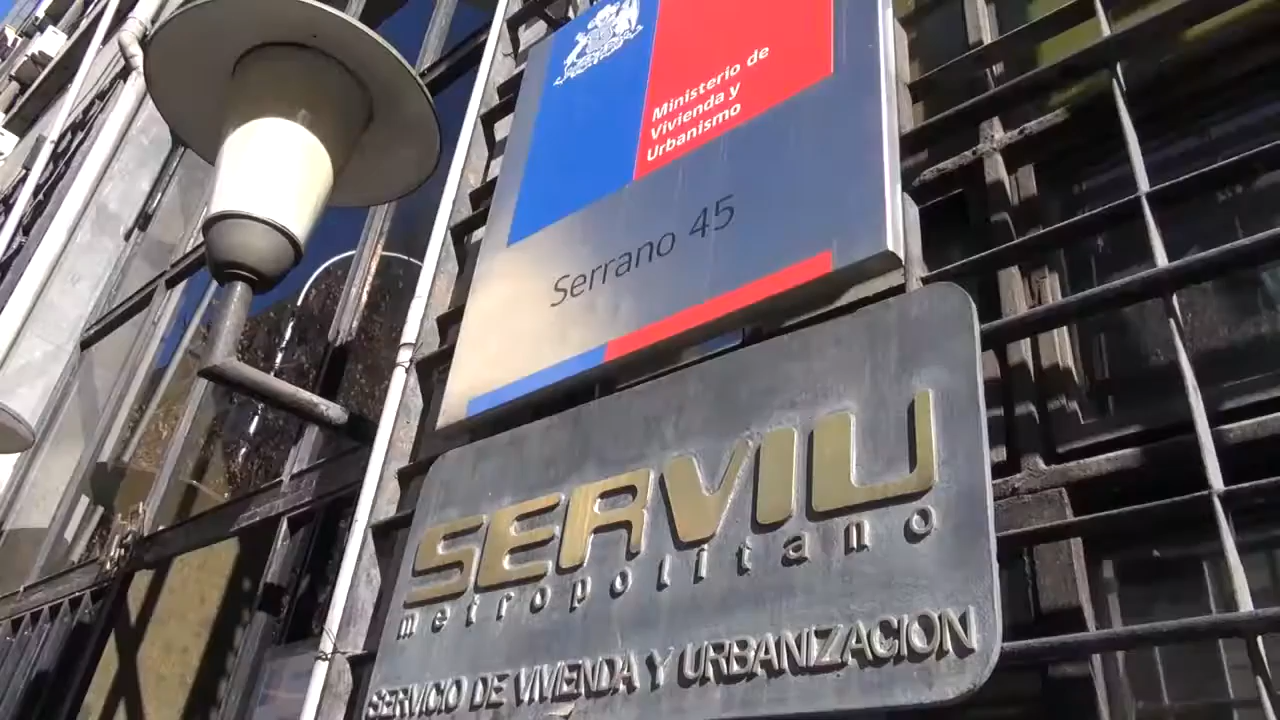 Ministerio de
Vivienda y
Urbanismo
Serrano 45
SERVIU
metropolitano
SERVICIO DE VIVIENDA Y URBANIZACION